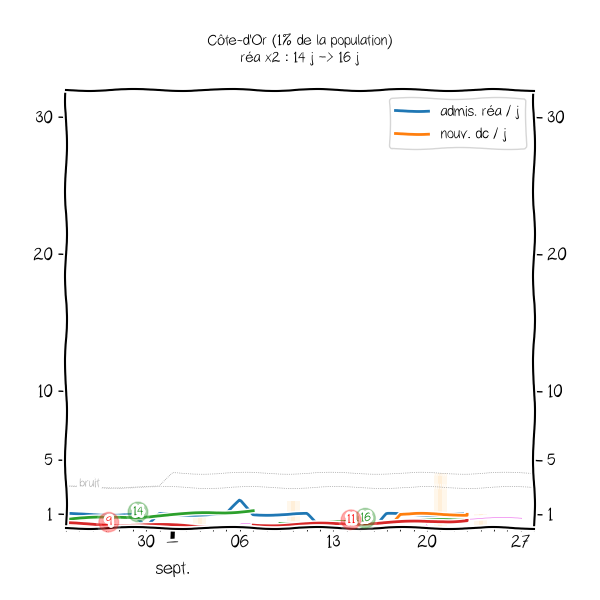 Côte-d'Or (1% de la population)
réa x2 : 14 j -> 16 j
admis. réa / j
nouv. dc / j
30 30
20 20
10 10
5 5
bruit
1 1
9 14 11 16
30 06 13 20 27
sept.